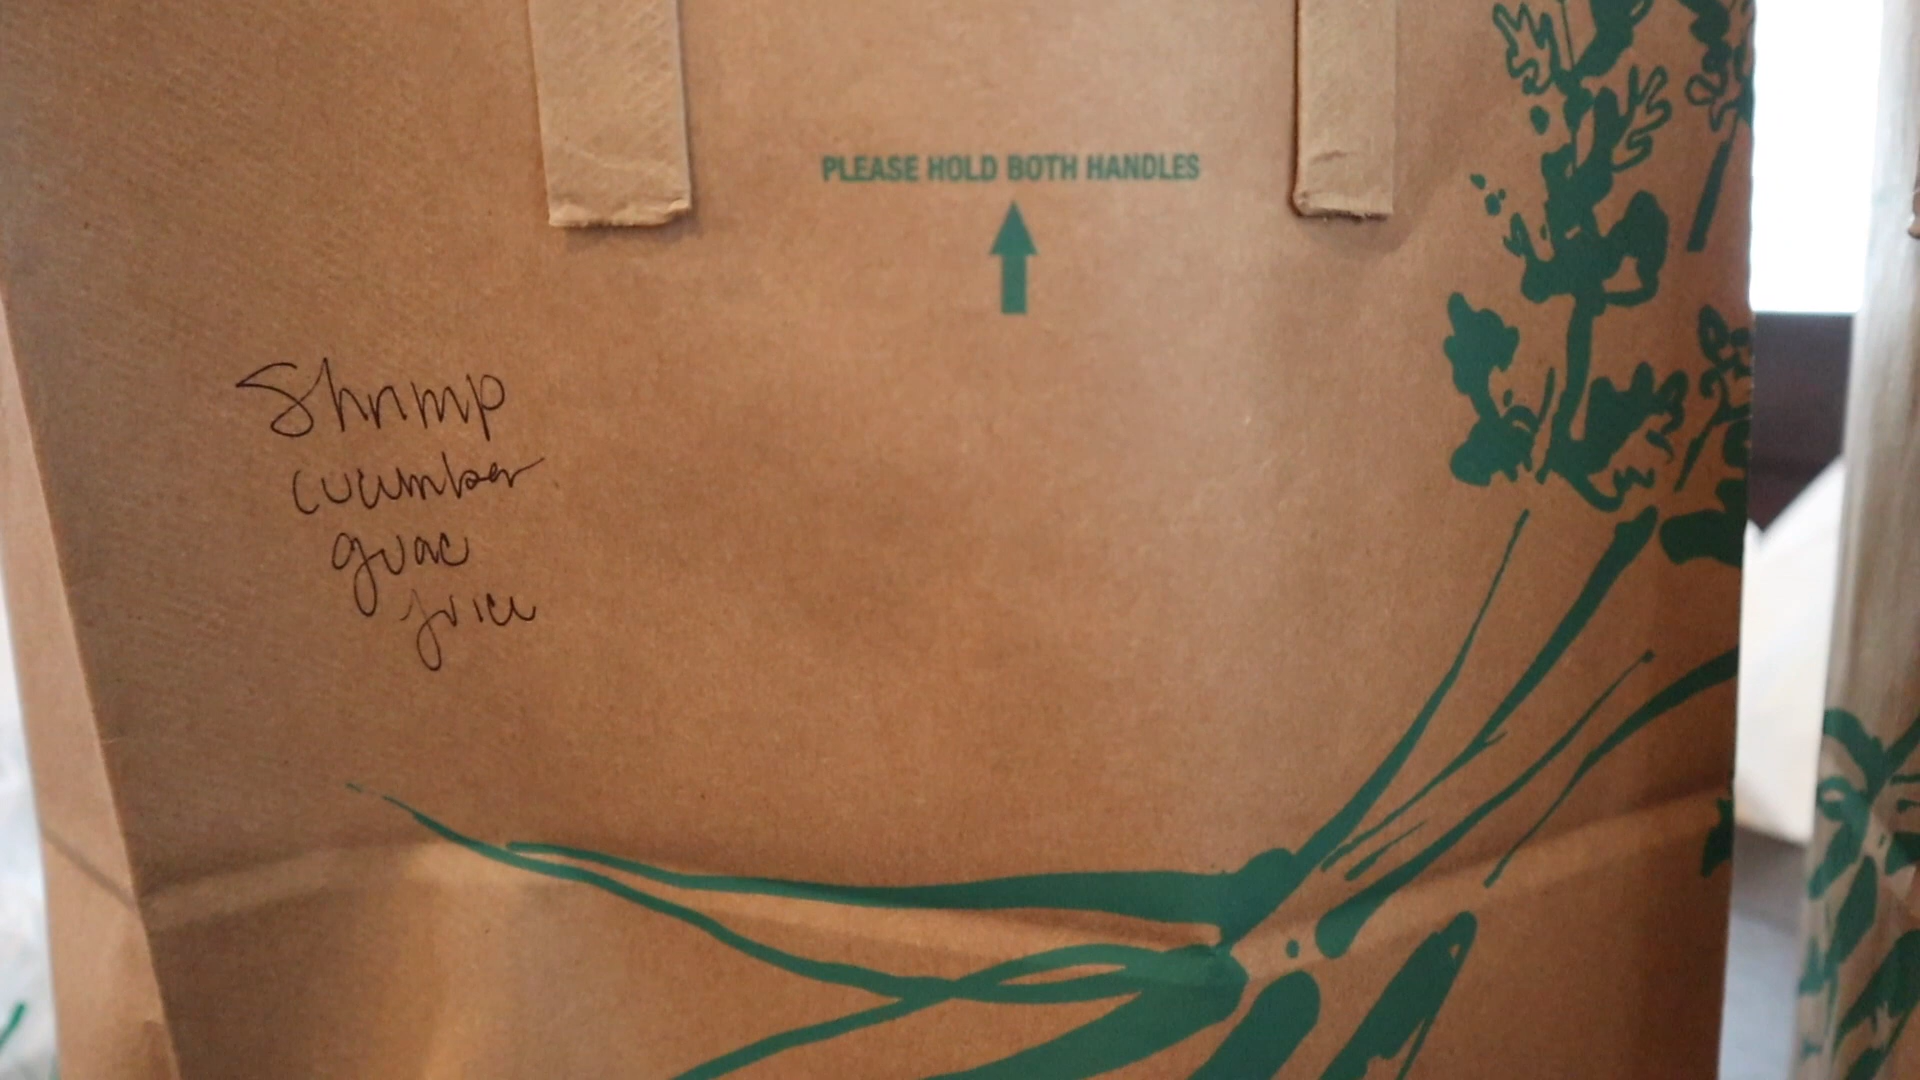 PLEASE HOLD BOTH HANDLES
Shrimp
cucumber
guac
juice